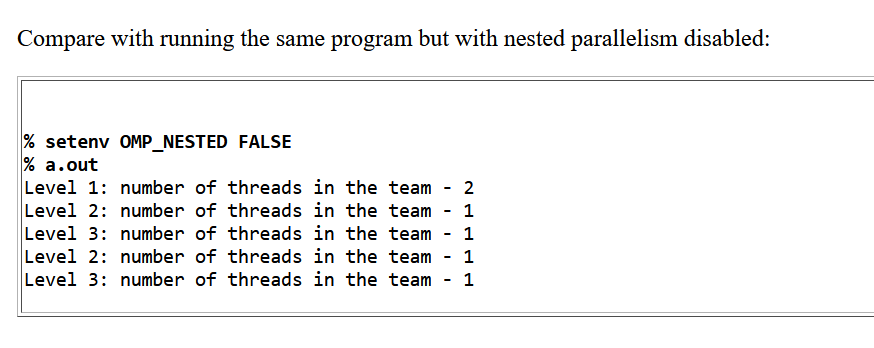 Compare with running the same program but with nested parallelism disabled:
% setenv OMP_NESTED FALSE
% a.out
Level 1: number of threads in the team - 2
Level 2: number of threads in the team - 1
Level 3: number of threads in the team - 1
Level 2: number of threads in the team - 1
Level 3: number of threads in the team - 1